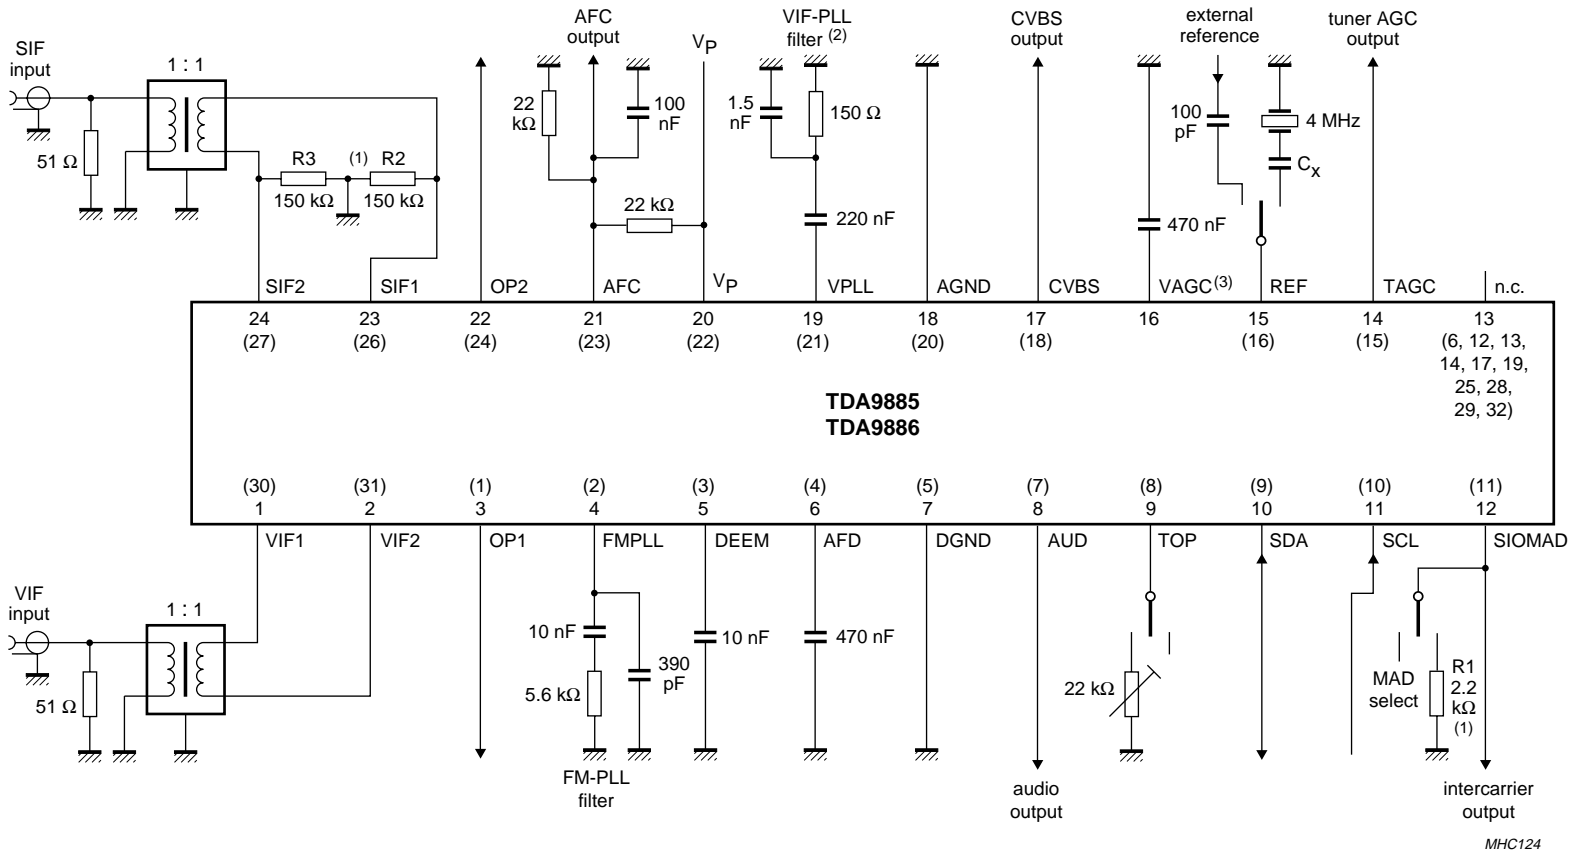 SIF
input
1 : 1
51 Ω
R3
(1)
R2
150 kΩ
150 kΩ
AFC
output
22
kΩ
100
nF
VP
22 kΩ
VIF-PLL
filter (2)
1.5
nF
150 Ω
220 nF
CVBS
output
external
reference
100
pF
4 MHz
Cx
470 nF
tuner AGC
output
SIF2
SIF1
OP2
AFC
VP
VPLL
AGND
CVBS
VAGC(3)
REF
TAGC
n.c.
24
23
22
21
20
19
18
17
16
15
14
13
(27)
(26)
(24)
(23)
(22)
(21)
(20)
(18)
(16)
(15)
(6, 12, 13,
14, 17, 19,
25, 28,
29, 32)
TDA9885
TDA9886
(30)
(31)
(1)
(2)
(3)
(4)
(5)
(7)
(8)
(9)
(10)
(11)
1
2
3
4
5
6
7
8
9
10
11
12
VIF1
VIF2
OP1
FMPLL
DEEM
AFD
DGND
AUD
TOP
SDA
SCL
SIOMAD
VIF
input
1 : 1
51 Ω
10 nF
5.6 kΩ
390
pF
FM-PLL
filter
10 nF
470 nF
audio
output
22 kΩ
MAD
select
R1
2.2
kΩ
(1)
intercarrier
output
MHC124